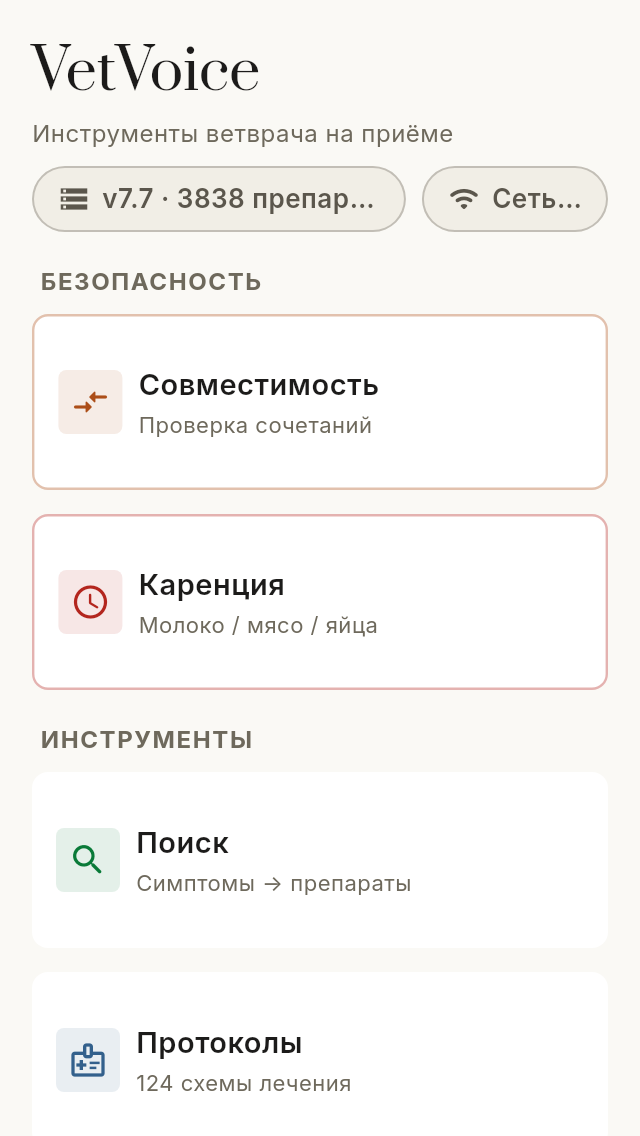 VetVoice
Инструменты ветврача на приёме
v7.7 · 3838 препар...
Сеть...
БЕЗОПАСНОСТЬ
Совместимость
Проверка сочетаний
Каренция
Молоко / мясо / яйца
ИНСТРУМЕНТЫ
Поиск
Симптомы → препараты
Протоколы
124 схемы лечения